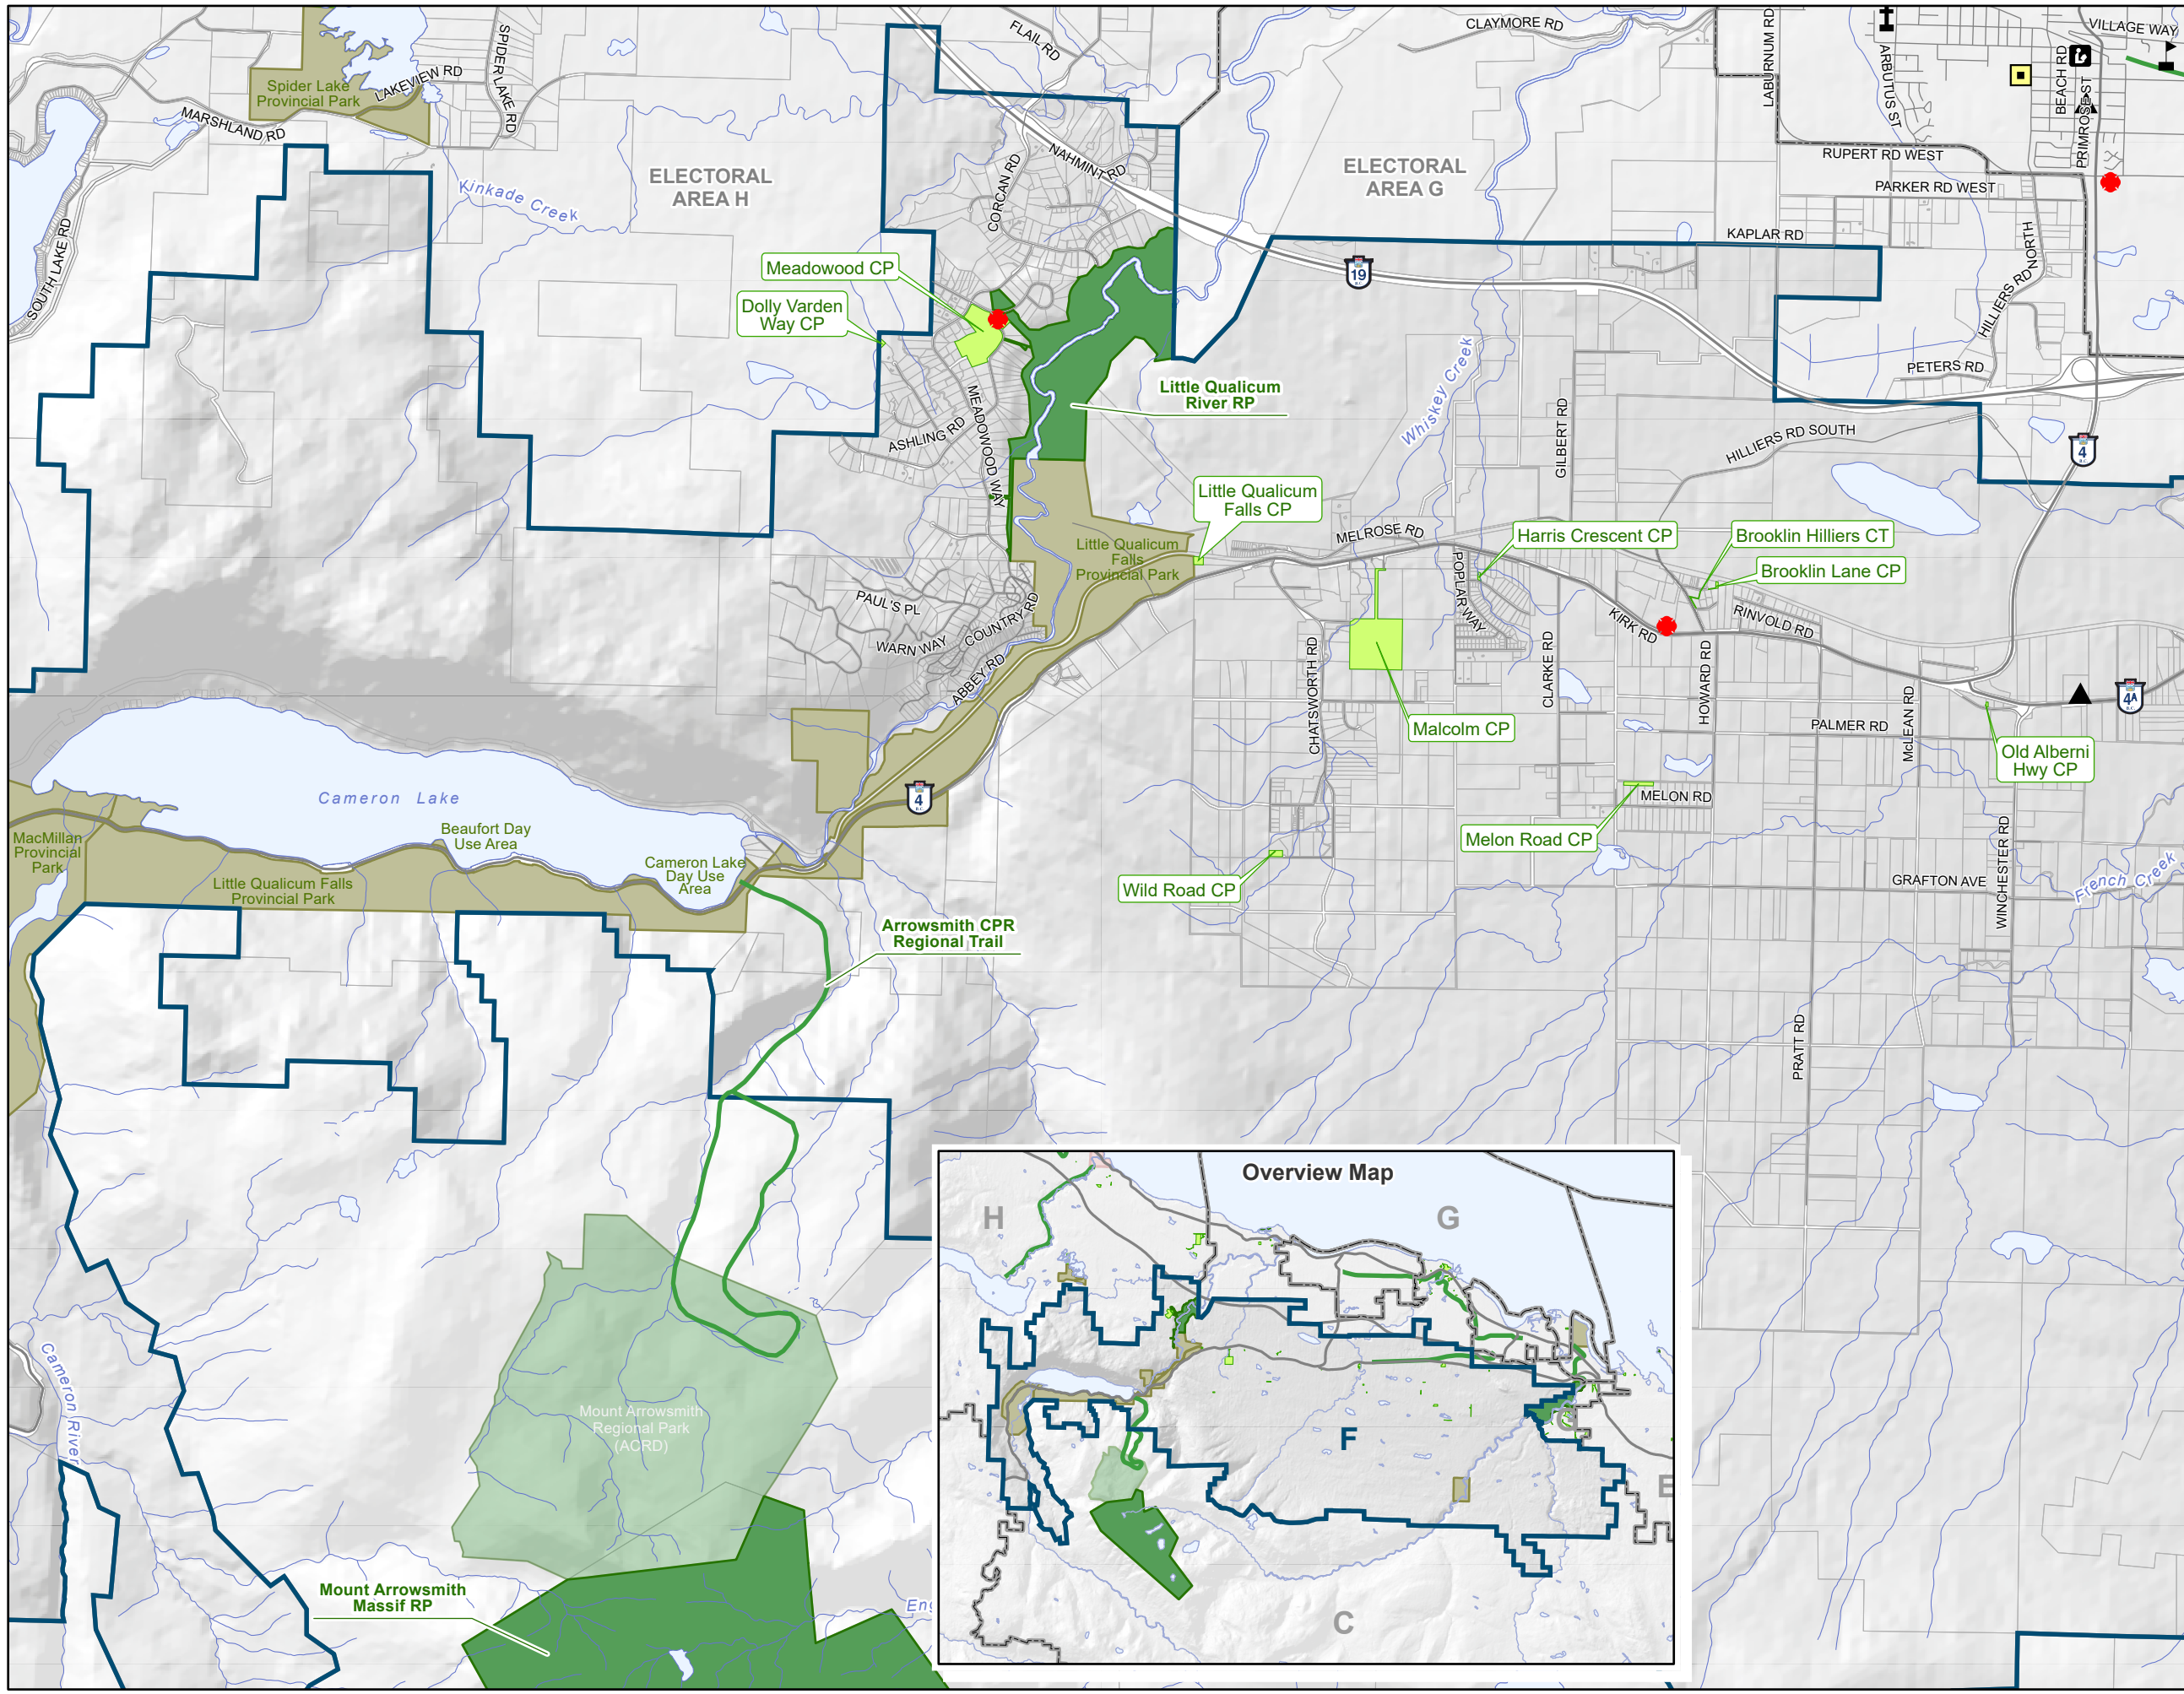 FLAIL RD
CLAYMORE RD
LABURNUM RD
ARBUTUS ST
BEACH RD
PRIMROSE ST
VILLAGE WAY
SPIDER LAKE RD
Spider Lake
Provincial Park
LAKEVIEW RD
MARSHLAND RD
SOUTH LAKE RD
Kinkade Creek
ELECTORAL
AREA H
CORCAN RD
NAHMINT RD
ELECTORAL
AREA G
RUPERT RD WEST
PARKER RD WEST
KAPLAR RD
HILLIERS RD NORTH
PETERS RD
19
B.C.
Meadowood CP
Dolly Varden
Way CP
Little Qualicum
River RP
MEADOWOOD WAY
ASHLING RD
Whiskey Creek
GILBERT RD
HILLIERS RD SOUTH
4
B.C.
Little Qualicum
Falls CP
Little Qualicum
Falls
Provincial Park
MELROSE RD
Harris Crescent CP
Brooklin Hilliers CT
Brooklin Lane CP
POPLAR WAY
KIRK RD
RINVOLD RD
PAUL'S PL
WARN WAY
COUNTRY RD
ABBEY RD
CHATSWORTH RD
CLARKE RD
HOWARD RD
McLEAN RD
PALMER RD
4A
B.C.
Malcolm CP
Old Alberni
Hwy CP
MELON RD
Melon Road CP
Wild Road CP
GRAFTON AVE
WINCHESTER RD
French Creek
PRATT RD
4
B.C.
Cameron Lake
MacMillan
Provincial
Park
Beaufort Day
Use Area
Cameron Lake
Day Use
Area
Little Qualicum Falls
Provincial Park
Arrowsmith CPR
Regional Trail
Cameron River
Mount Arrowsmith
Regional Park
(ACRD)
Mount Arrowsmith
Massif RP
Overview Map
H
G
F
G
E
C